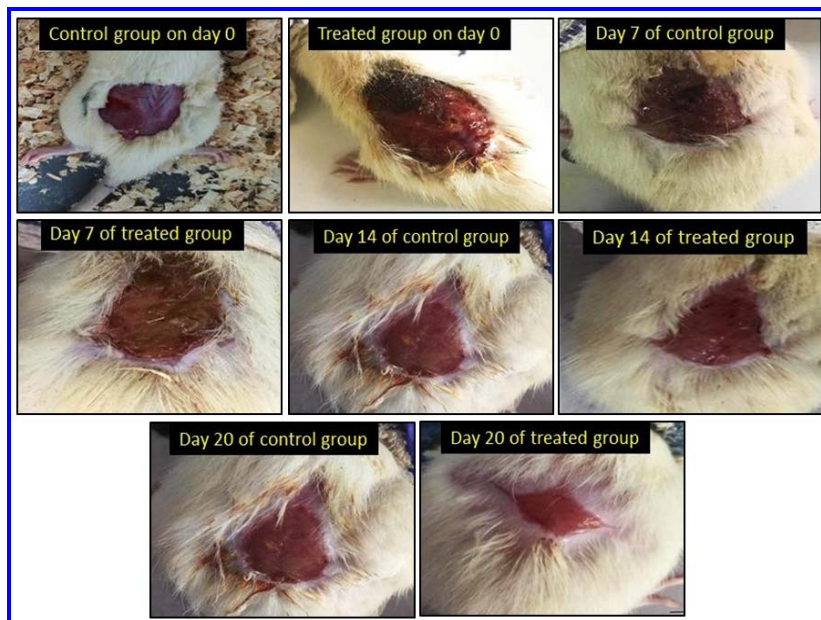 Control group on day 0
Treated group on day 0
Day 7 of control group
Day 7 of treated group
Day 14 of control group
Day 14 of treated group
Day 20 of control group
Day 20 of treated group